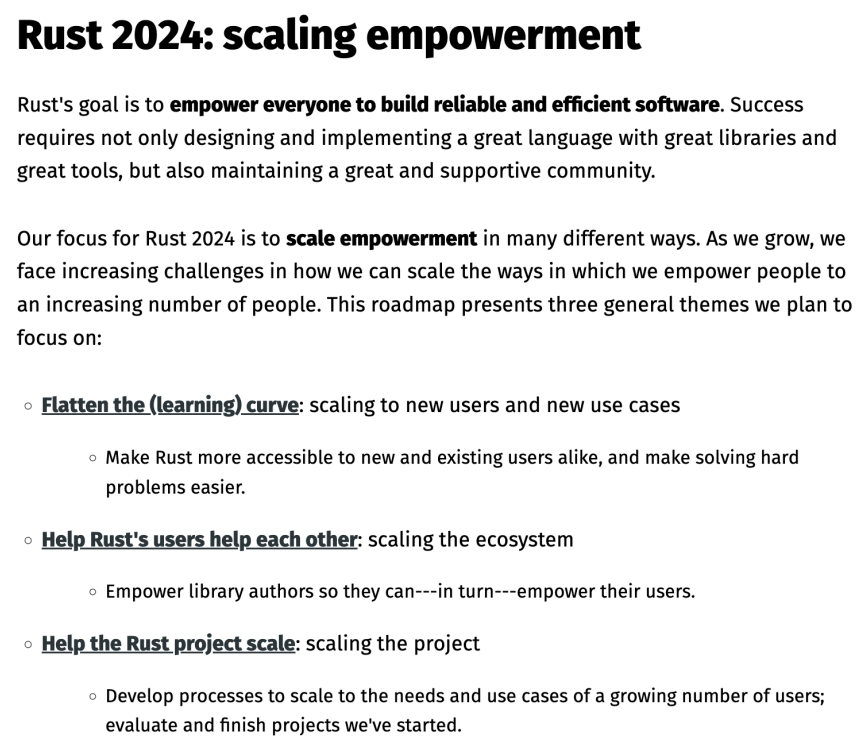 Rust 2024: scaling empowerment
Rust's goal is to empower everyone to build reliable and efficient software. Success
requires not only designing and implementing a great language with great libraries and
great tools, but also maintaining a great and supportive community.
Our focus for Rust 2024 is to scale empowerment in many different ways. As we grow, we
face increasing challenges in how we can scale the ways in which we empower people to
an increasing number of people. This roadmap presents three general themes we plan to
focus on:
Flatten the (learning) curve: scaling to new users and new use cases
Make Rust more accessible to new and existing users alike, and make solving hard
problems easier.
Help Rust's users help each other: scaling the ecosystem
Empower library authors so they can---in turn---empower their users.
Help the Rust project scale: scaling the project
Develop processes to scale to the needs and use cases of a growing number of users;
evaluate and finish projects we've started.